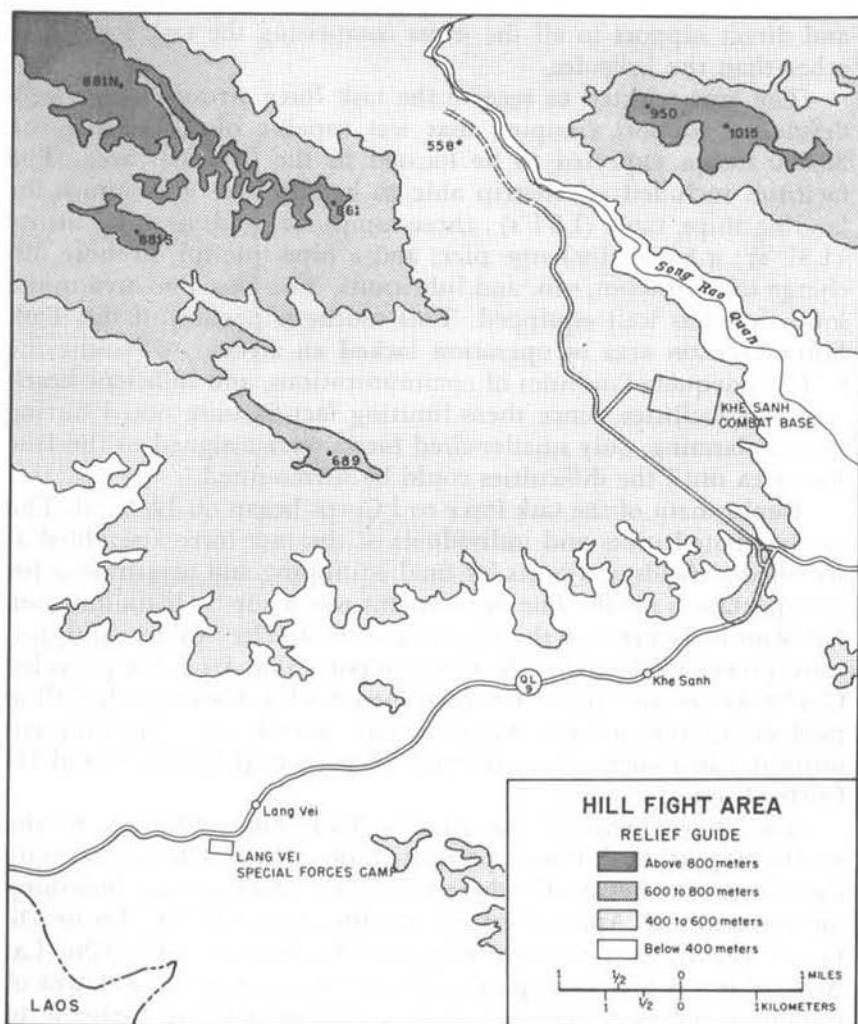 881N
950
1015
558
861
881S
Song Rao Quan
KHE SANH
COMBAT BASE
689
QL
9
Khe Sanh
Lang Vei
LANG VEI
SPECIAL FORCES CAMP
LAOS
HILL FIGHT AREA
RELIEF GUIDE
Above 800 meters
600 to 800 meters
400 to 600 meters
Below 400 meters
1 1/2 0 1 MILES
1 1/2 0 1 KILOMETERS